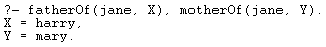 ?- fatherOf(jane, X), motherOf(jane, Y).
X = harry,
Y = mary.